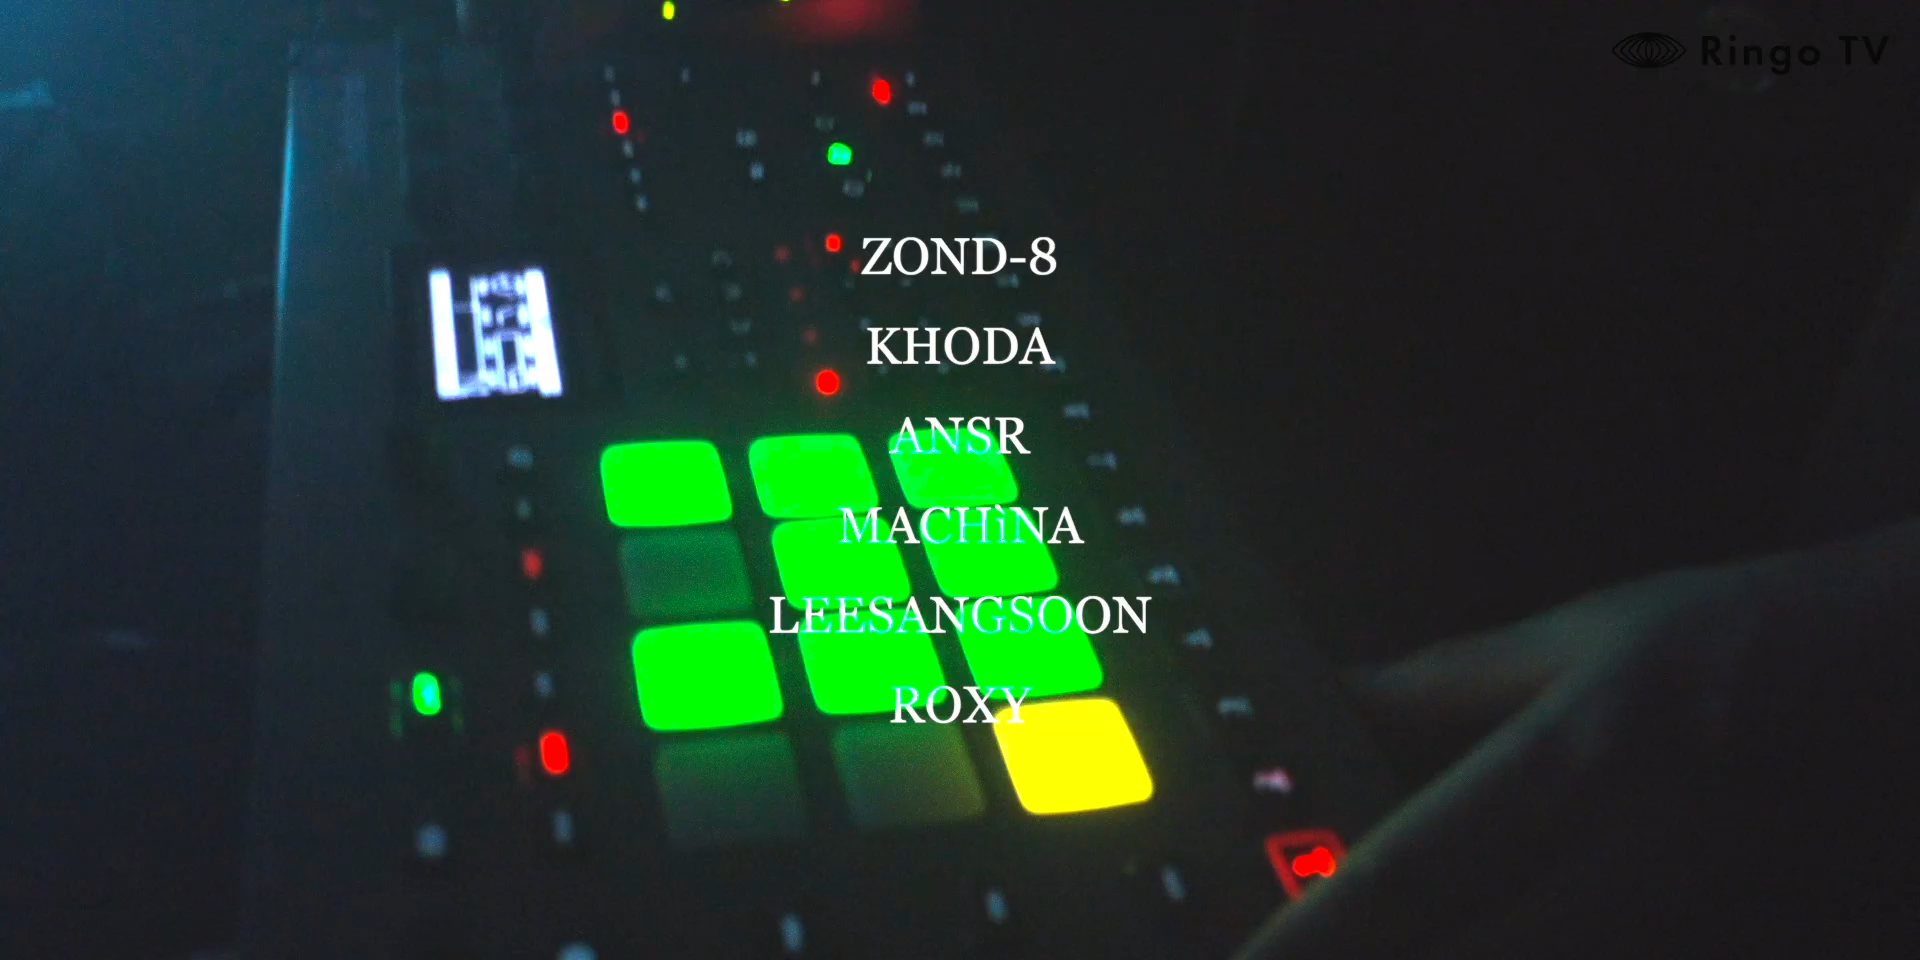 Ringo TV
ZOND-8
KHODA
ANSR
MACHìNA
LEESANGSOON
ROXY